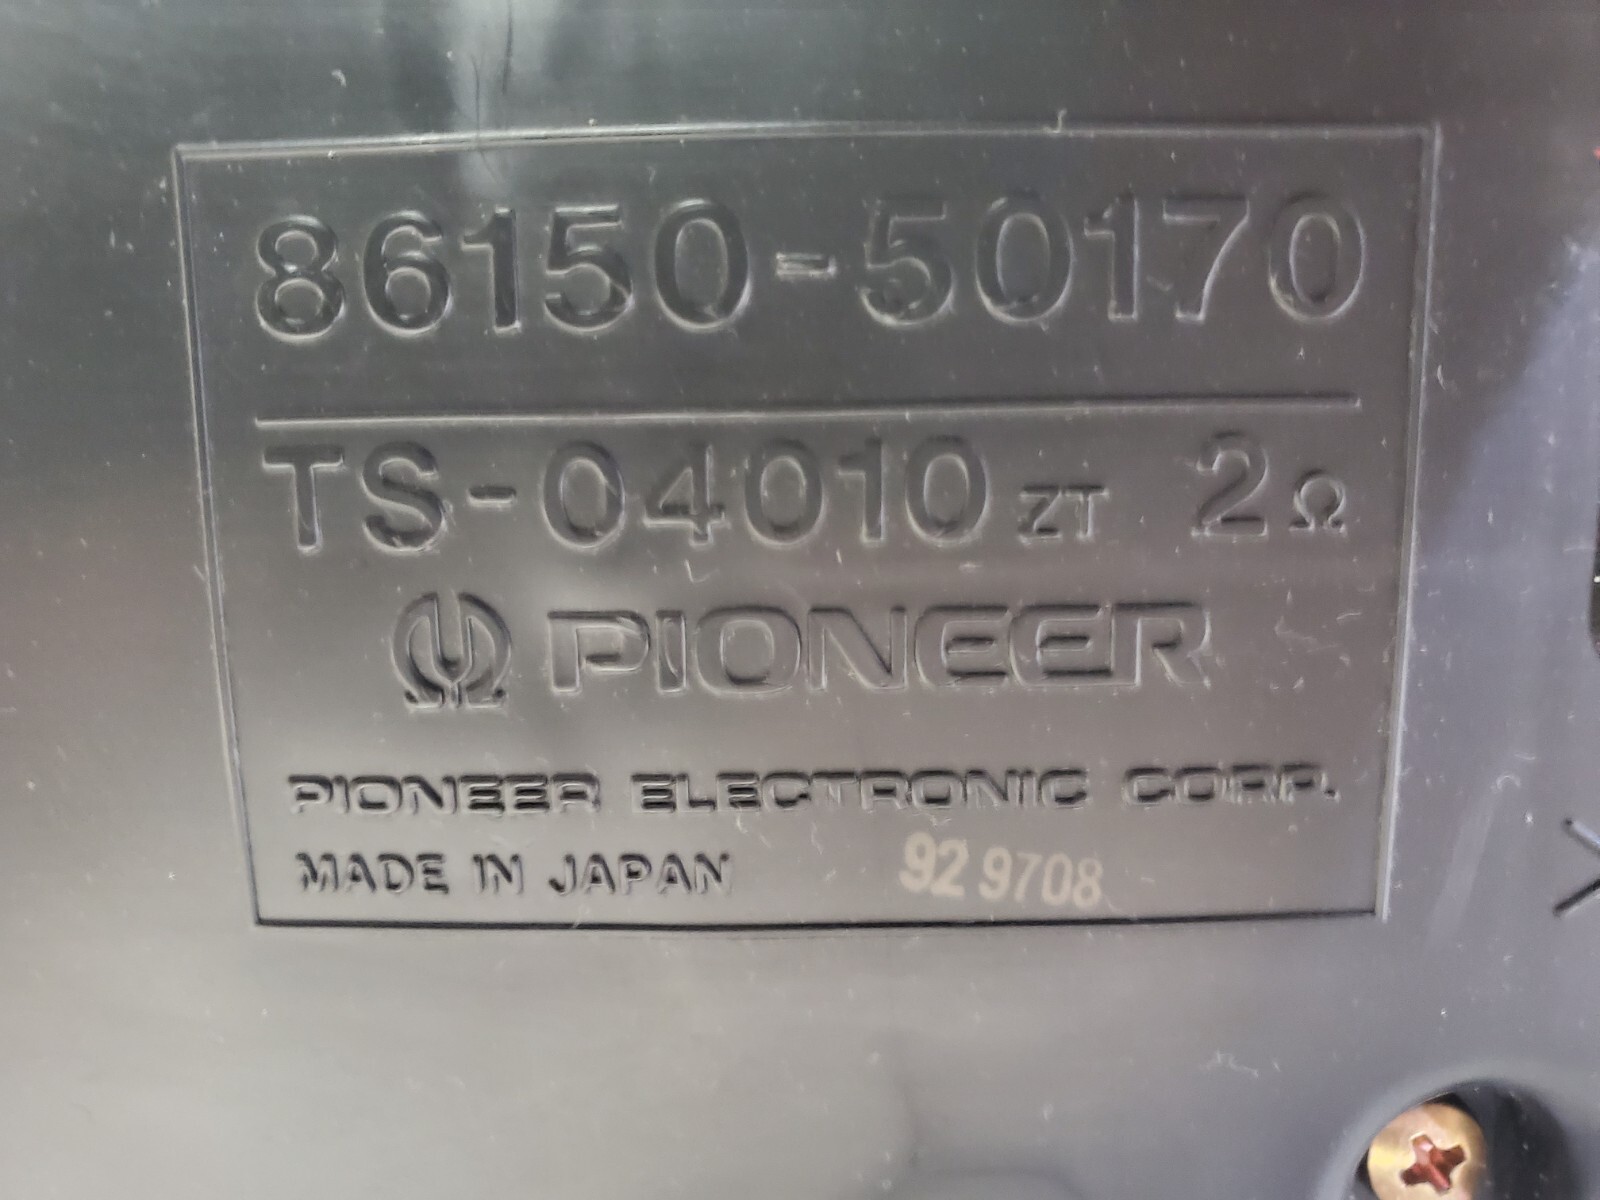 86150-50170
TS-04010 ZT 2Ω
PIONEER
PIONEER ELECTRONIC CORP.
MADE IN JAPAN 92 9708